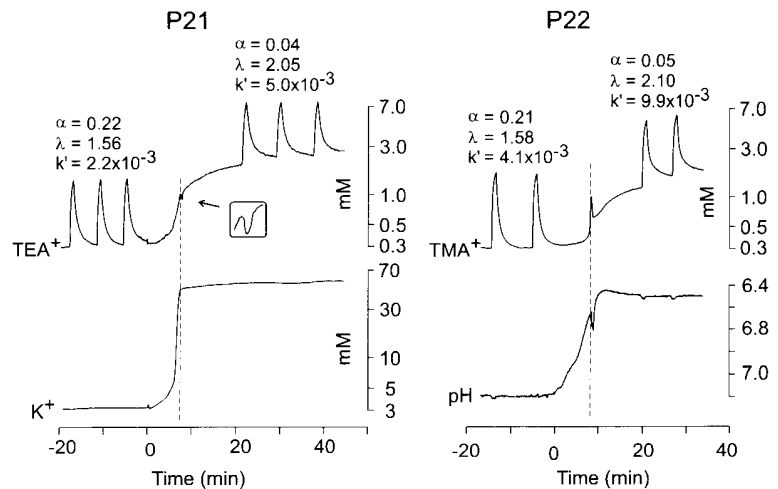 P21
α = 0.04
λ = 2.05
k' = 5.0x10⁻³
α = 0.22
λ = 1.56
k' = 2.2x10⁻³
7.0
3.0
1.0
0.5
0.3
mM
TEA⁺
70
30
10
5
3
mM
K⁺
-20
0
20
40
Time (min)
P22
α = 0.05
λ = 2.10
k' = 9.9x10⁻³
α = 0.21
λ = 1.58
k' = 4.1x10⁻³
7.0
3.0
1.0
0.5
0.3
mM
TMA⁺
6.4
6.8
7.0
pH
-20
0
20
40
Time (min)